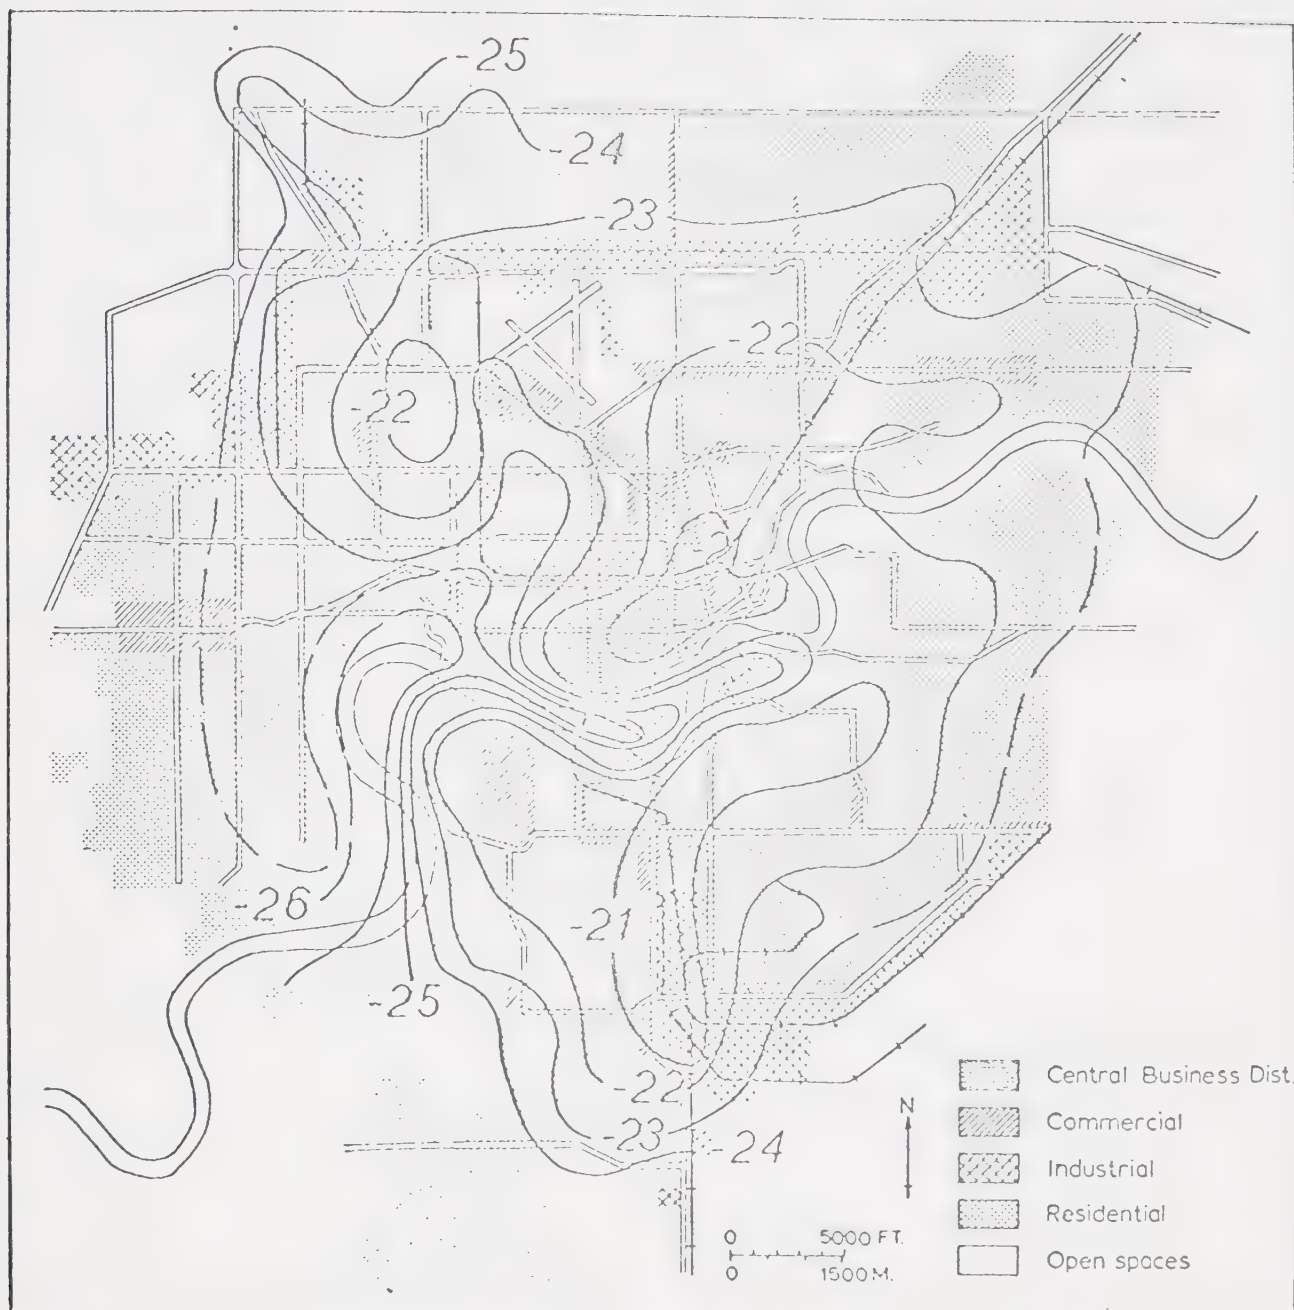 -25
-24
-23
-22
-22
-26
-21
-25
-22
-23
-24
N
0 5000 FT.
0 1500 M.
Central Business Dist.
Commercial
Industrial
Residential
Open spaces